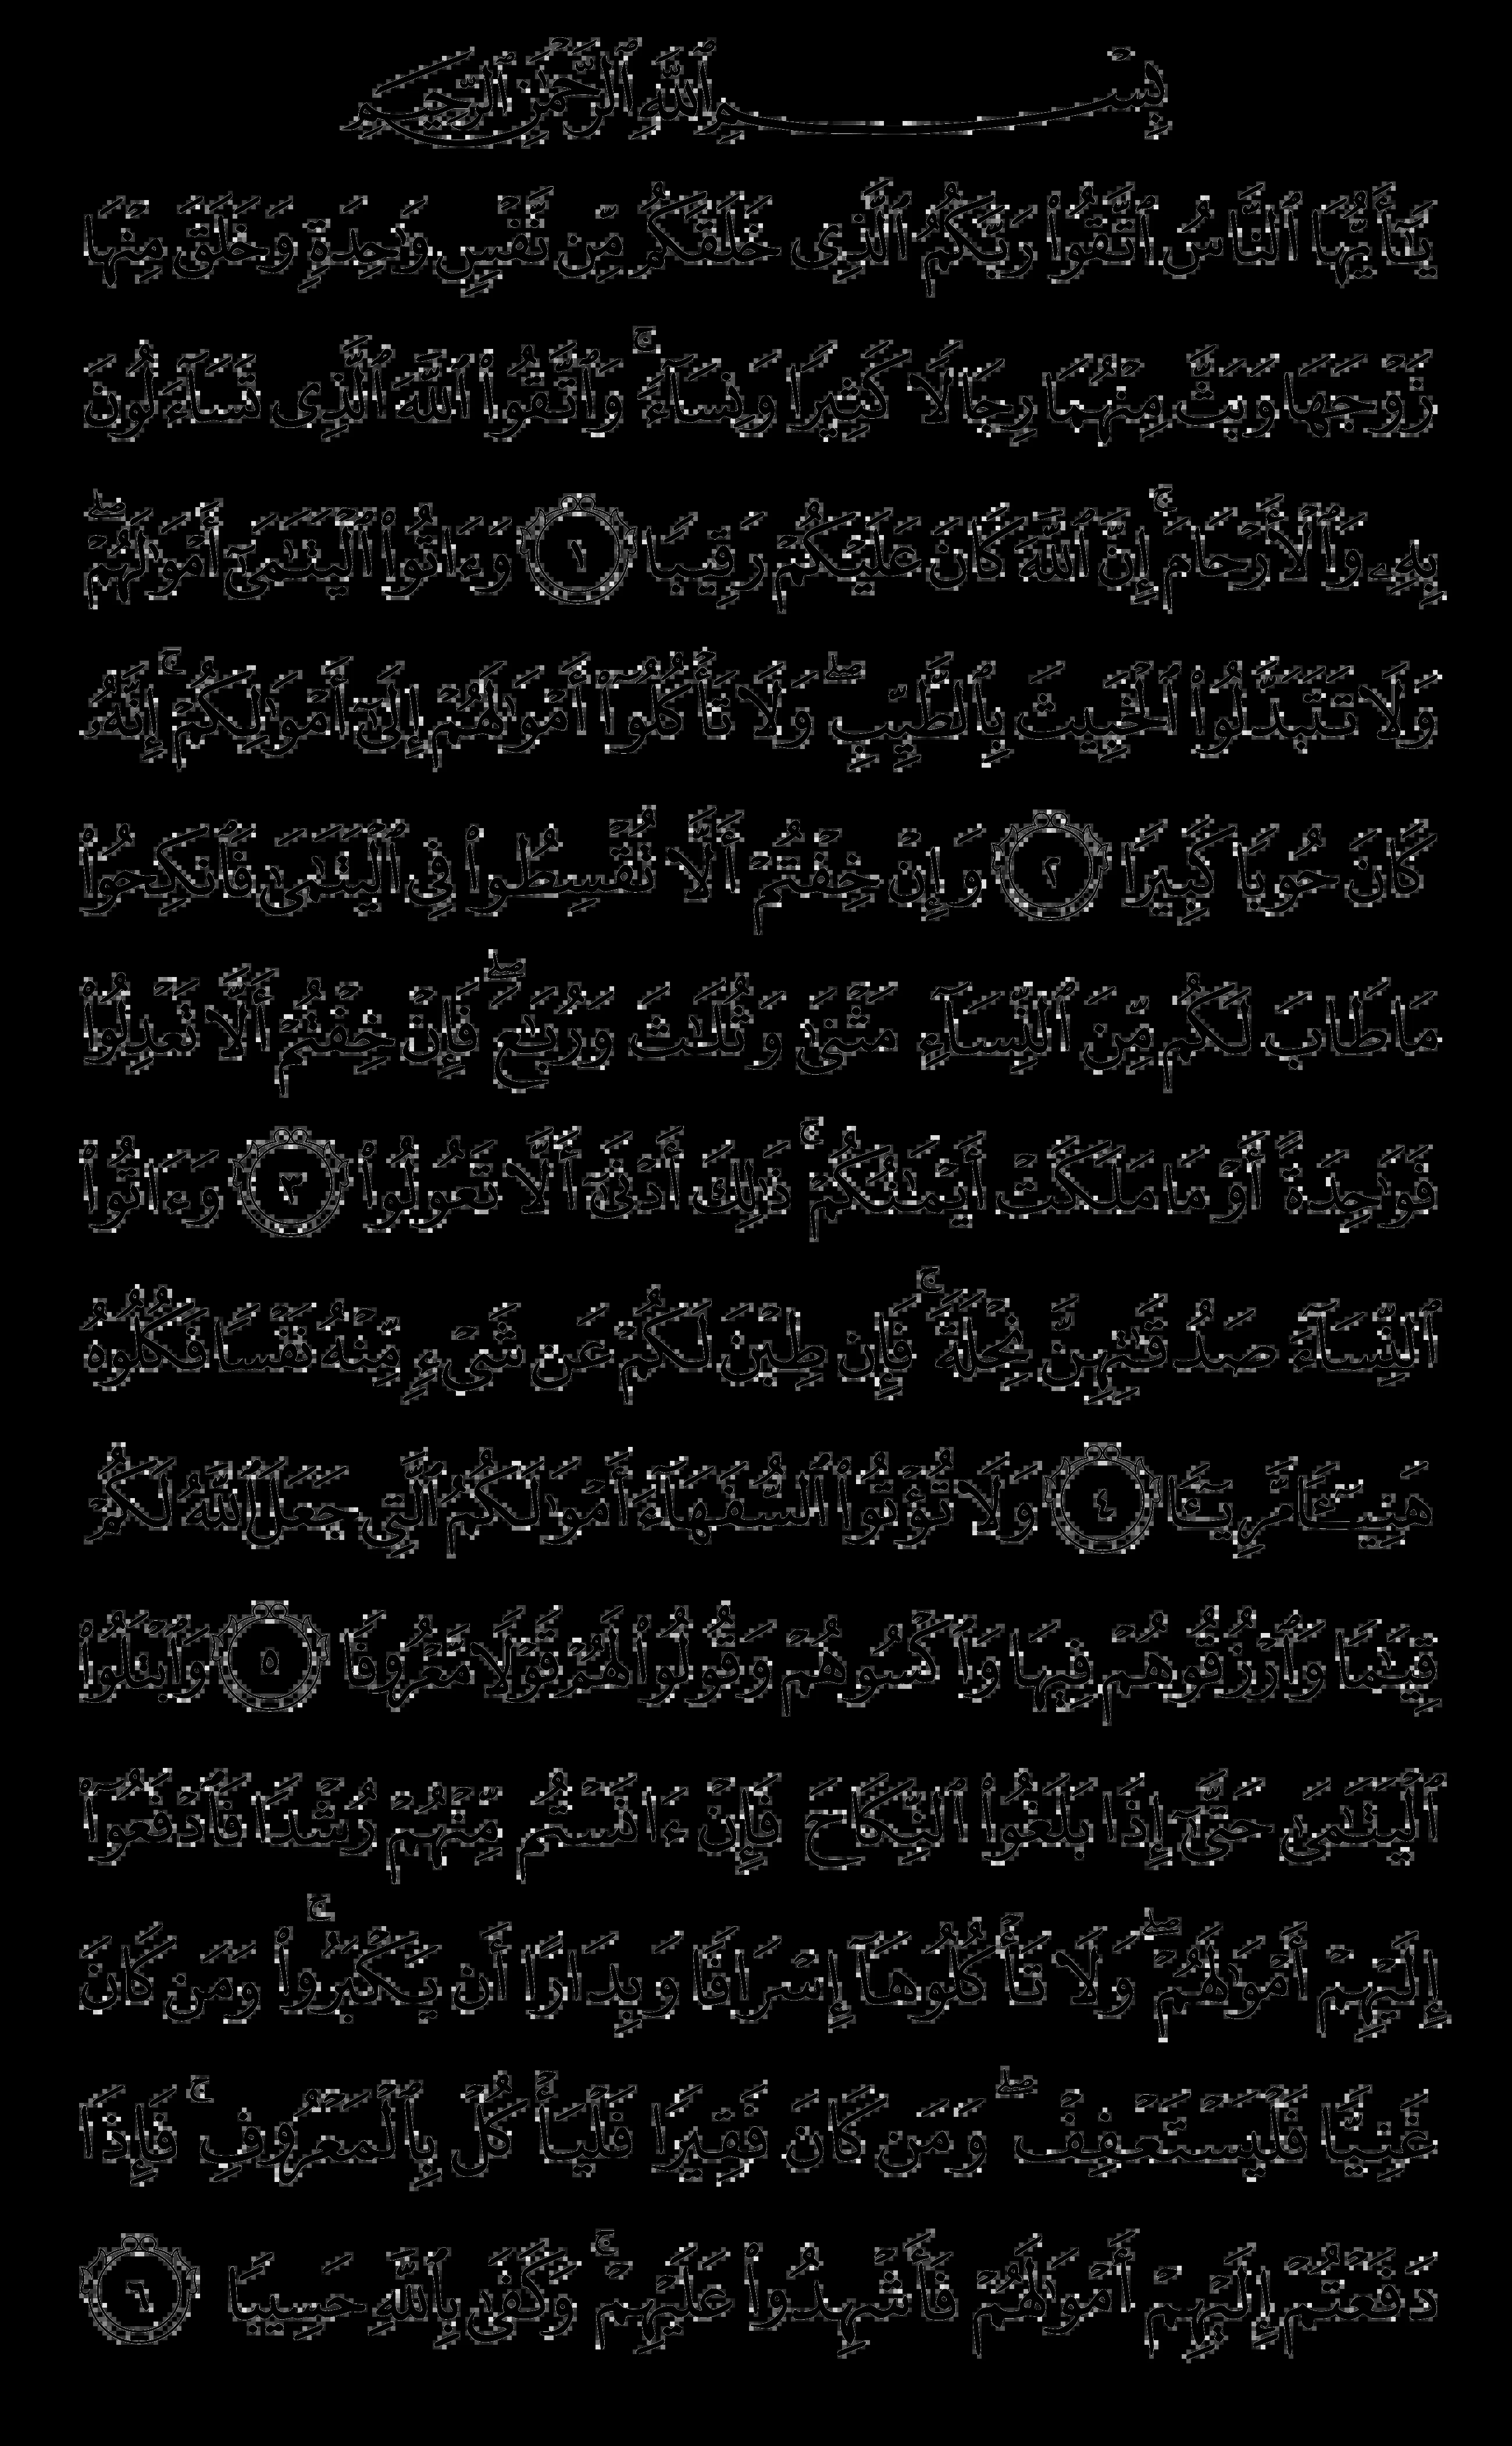 بِسْمِ ٱللَّهِ ٱلرَّحْمَٰنِ ٱلرَّحِيمِ
يَٰٓأَيُّهَا ٱلنَّاسُ ٱتَّقُوا۟ رَبَّكُمُ ٱلَّذِى خَلَقَكُم مِّن نَّفْسٍ وَٰحِدَةٍ وَخَلَقَ مِنْهَا
زَوْجَهَا وَبَثَّ مِنْهُمَا رِجَالًا كَثِيرًا وَنِسَآءً ۚ وَٱتَّقُوا۟ ٱللَّهَ ٱلَّذِى تَسَآءَلُونَ
بِهِۦ وَٱلْأَرْحَامَ ۚ إِنَّ ٱللَّهَ كَانَ عَلَيْكُمْ رَقِيبًا ١ وَءَاتُوا۟ ٱلْيَتَٰمَىٰٓ أَمْوَٰلَهُمْ ۖ
وَلَا تَتَبَدَّلُوا۟ ٱلْخَبِيثَ بِٱلطَّيِّبِ ۖ وَلَا تَأْكُلُوٓا۟ أَمْوَٰلَهُمْ إِلَىٰٓ أَمْوَٰلِكُمْ ۚ إِنَّهُۥ
كَانَ حُوبًا كَبِيرًا ٢ وَإِنْ خِفْتُمْ أَلَّا تُقْسِطُوا۟ فِى ٱلْيَتَٰمَىٰ فَٱنكِحُوا۟
مَا طَابَ لَكُم مِّنَ ٱلنِّسَآءِ مَثْنَىٰ وَثُلَٰثَ وَرُبَٰعَ ۖ فَإِنْ خِفْتُمْ أَلَّا تَعْدِلُوا۟
فَوَٰحِدَةً أَوْ مَا مَلَكَتْ أَيْمَٰنُكُمْ ۚ ذَٰلِكَ أَدْنَىٰٓ أَلَّا تَعُولُوا۟ ٣ وَءَاتُوا۟
ٱلنِّسَآءَ صَدُقَٰتِهِنَّ نِحْلَةً ۚ فَإِن طِبْنَ لَكُمْ عَن شَىْءٍ مِّنْهُ نَفْسًا فَكُلُوهُ
هَنِيٓـًٔا مَّرِيٓـًٔا ٤ وَلَا تُؤْتُوا۟ ٱلسُّفَهَآءَ أَمْوَٰلَكُمُ ٱلَّتِى جَعَلَ ٱللَّهُ لَكُمْ
قِيَٰمًا وَٱرْزُقُوهُمْ فِيهَا وَٱكْسُوهُمْ وَقُولُوا۟ لَهُمْ قَوْلًا مَّعْرُوفًا ٥ وَٱبْتَلُوا۟
ٱلْيَتَٰمَىٰ حَتَّىٰٓ إِذَا بَلَغُوا۟ ٱلنِّكَاحَ فَإِنْ ءَانَسْتُم مِّنْهُمْ رُشْدًا فَٱدْفَعُوٓا۟
إِلَيْهِمْ أَمْوَٰلَهُمْ ۖ وَلَا تَأْكُلُوهَآ إِسْرَافًا وَبِدَارًا أَن يَكْبَرُوا۟ ۚ وَمَن كَانَ
غَنِيًّا فَلْيَسْتَعْفِفْ ۖ وَمَن كَانَ فَقِيرًا فَلْيَأْكُلْ بِٱلْمَعْرُوفِ ۚ فَإِذَا
دَفَعْتُمْ إِلَيْهِمْ أَمْوَٰلَهُمْ فَأَشْهِدُوا۟ عَلَيْهِمْ ۚ وَكَفَىٰ بِٱللَّهِ حَسِيبًا ٦